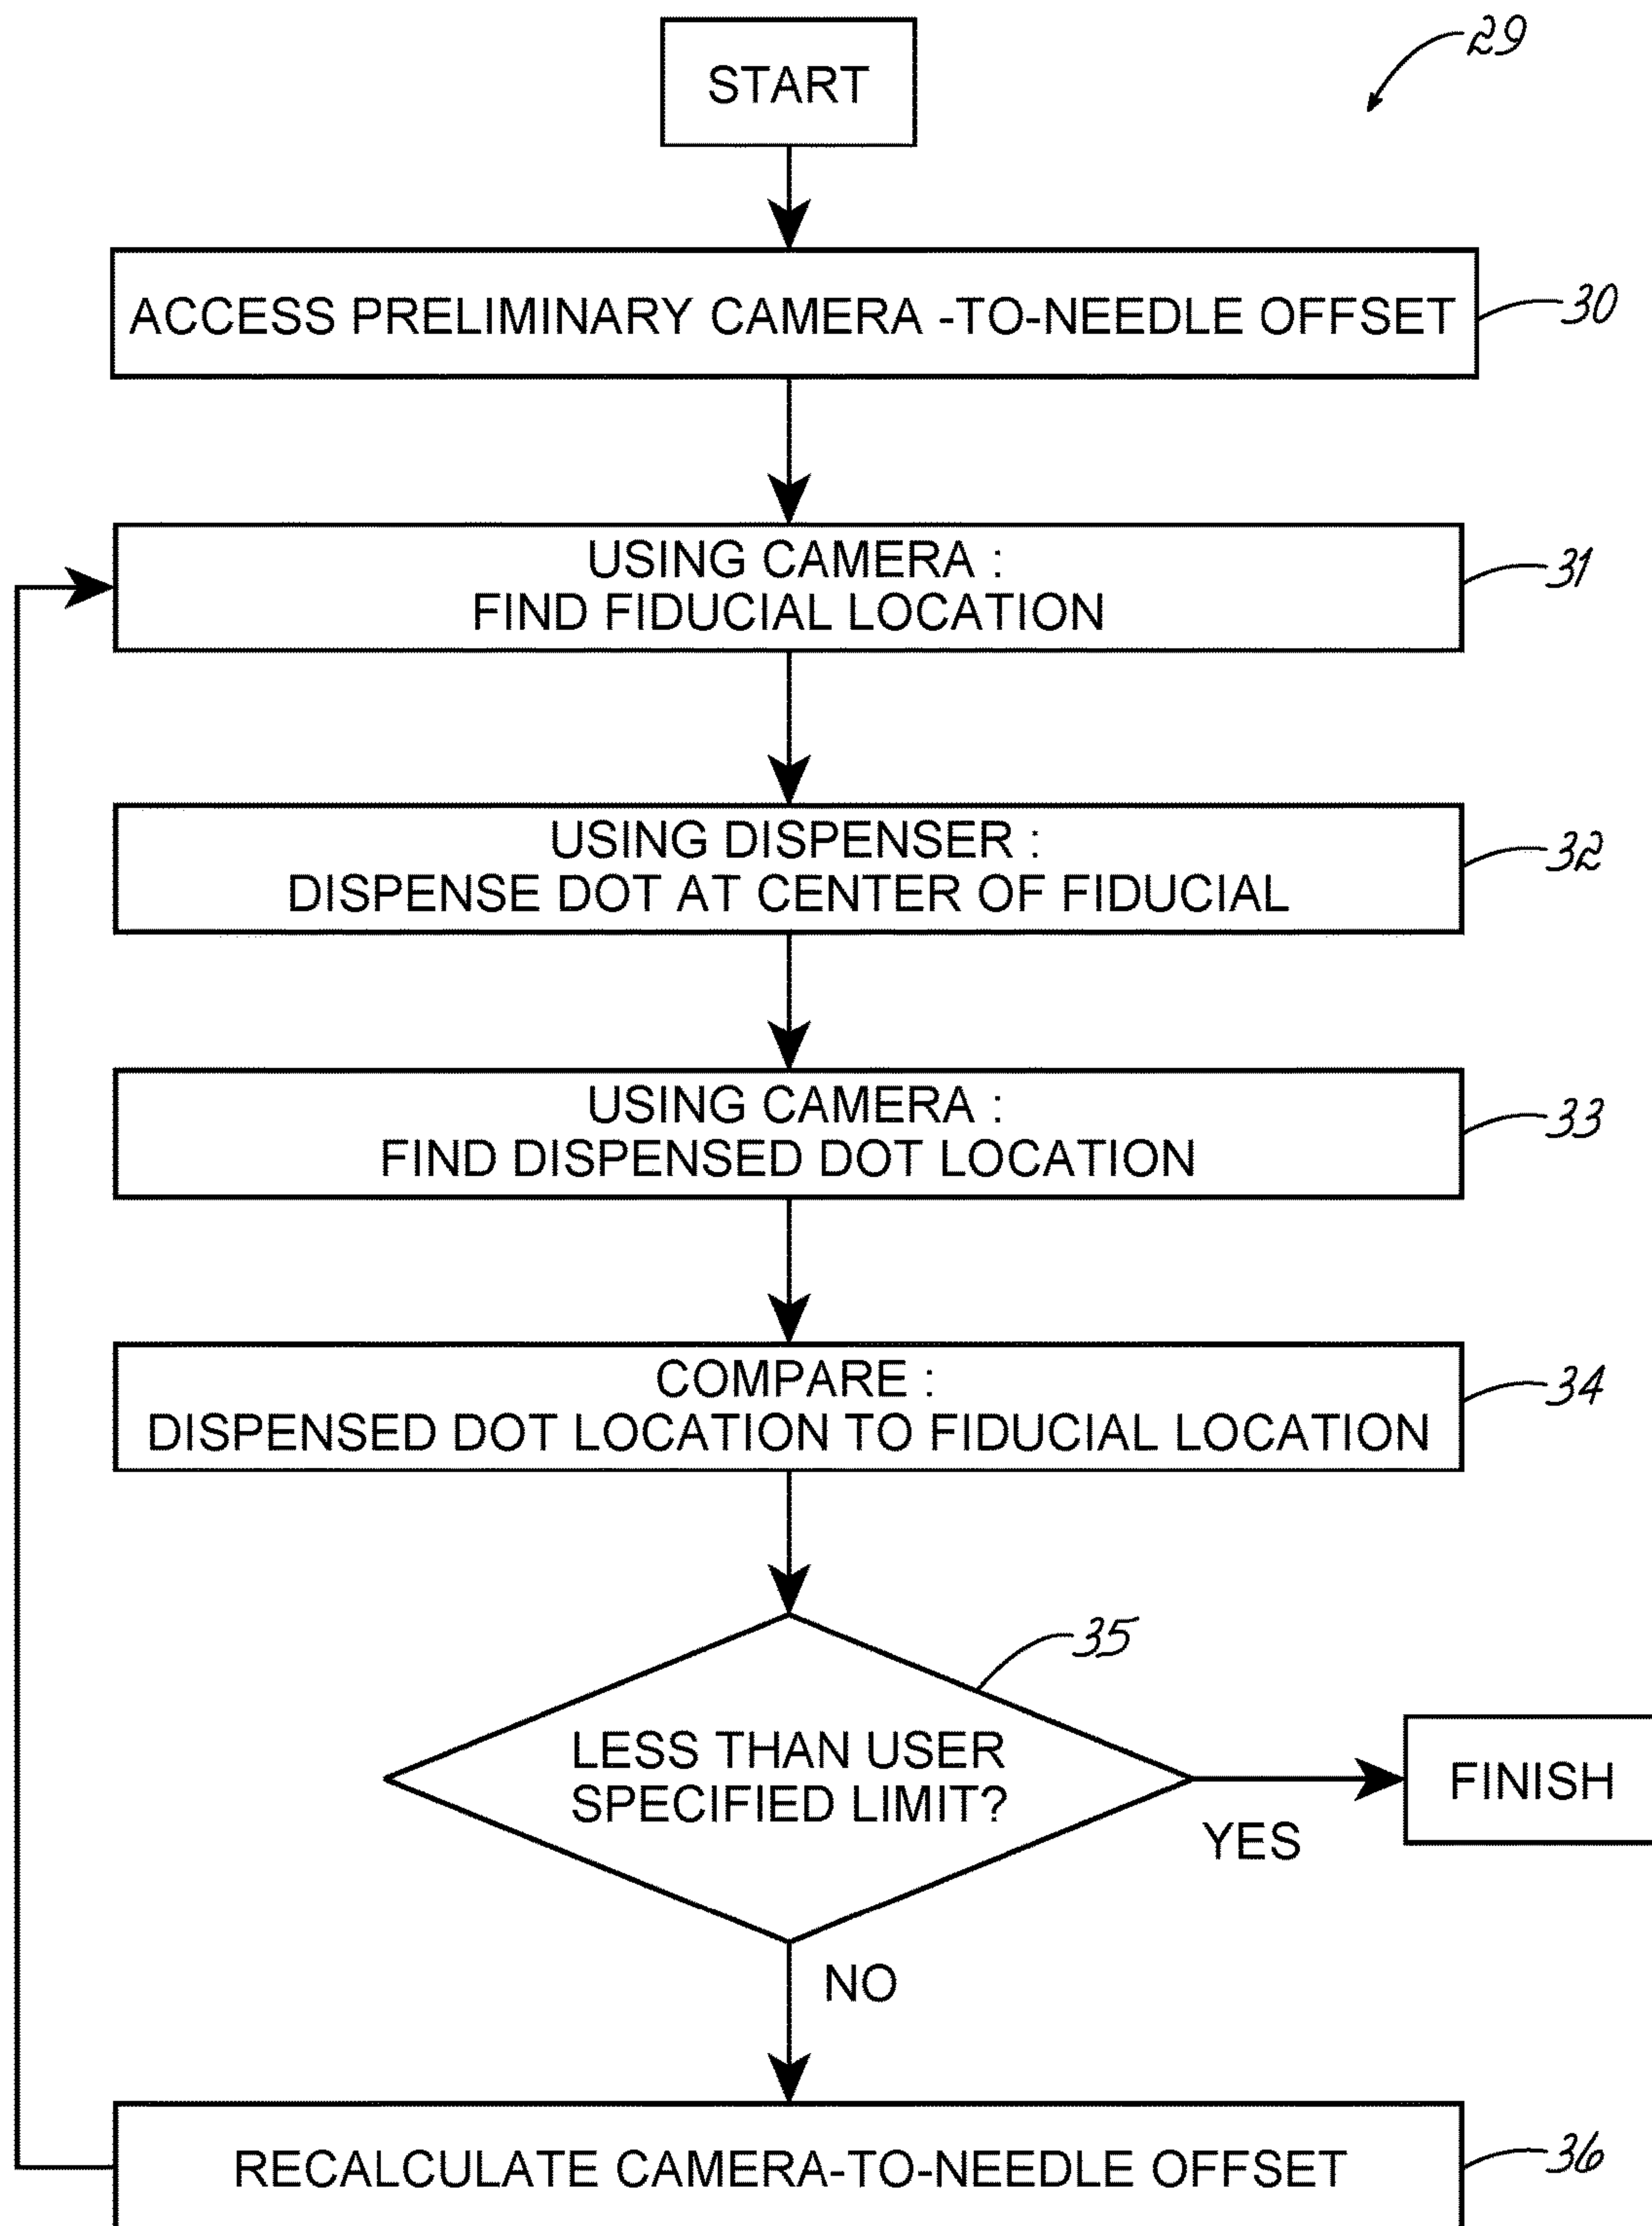 29
START
ACCESS PRELIMINARY CAMERA -TO-NEEDLE OFFSET
30
USING CAMERA :
FIND FIDUCIAL LOCATION
31
USING DISPENSER :
DISPENSE DOT AT CENTER OF FIDUCIAL
32
USING CAMERA :
FIND DISPENSED DOT LOCATION
33
COMPARE :
DISPENSED DOT LOCATION TO FIDUCIAL LOCATION
34
35
LESS THAN USER
SPECIFIED LIMIT?
YES
FINISH
NO
RECALCULATE CAMERA-TO-NEEDLE OFFSET
36